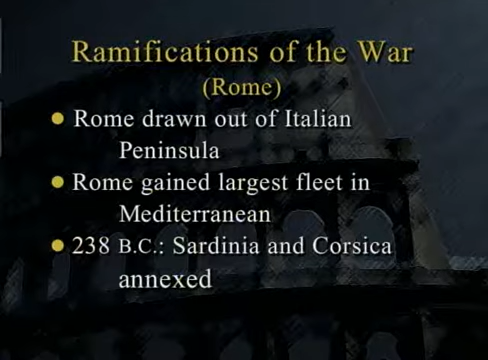 Ramifications of the War
(Rome)
• Rome drawn out of Italian
Peninsula
• Rome gained largest fleet in
Mediterranean
• 238 B.C.: Sardinia and Corsica
annexed